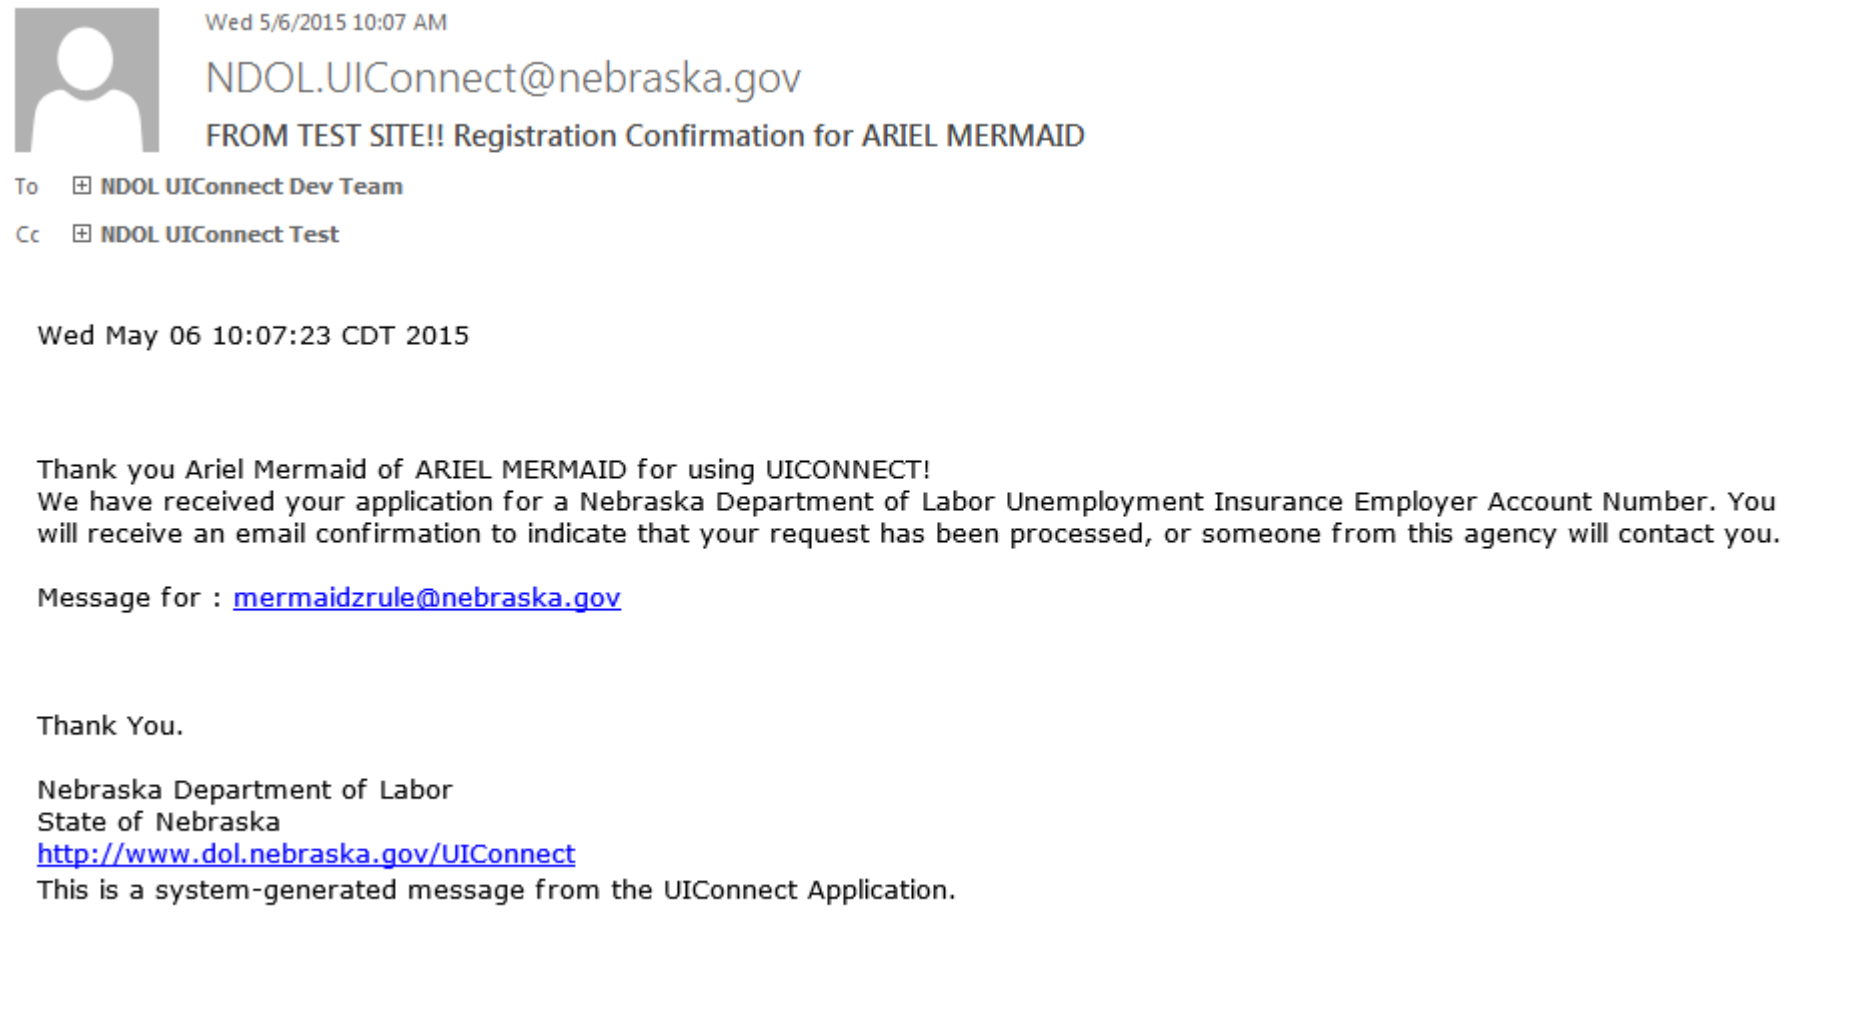 Wed 5/6/2015 10:07 AM
NDOL.UIConnect@nebraska.gov
FROM TEST SITE!! Registration Confirmation for ARIEL MERMAID
To NDOL UIConnect Dev Team
Cc NDOL UIConnect Test
Wed May 06 10:07:23 CDT 2015
Thank you Ariel Mermaid of ARIEL MERMAID for using UICONNECT!
We have received your application for a Nebraska Department of Labor Unemployment Insurance Employer Account Number. You
will receive an email confirmation to indicate that your request has been processed, or someone from this agency will contact you.
Message for : mermaidzrule@nebraska.gov
Thank You.
Nebraska Department of Labor
State of Nebraska
http://www.dol.nebraska.gov/UIConnect
This is a system-generated message from the UIConnect Application.